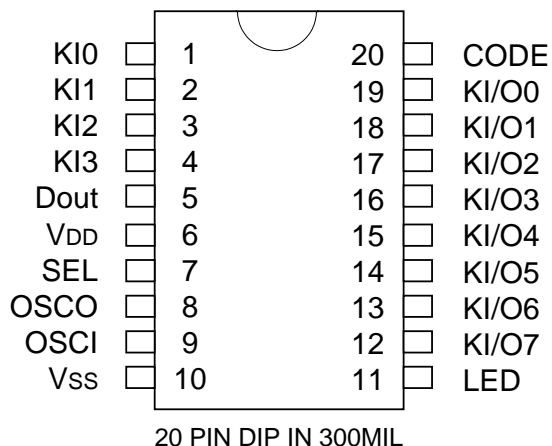 KI0 1 20 CODE
KI1 2 19 KI/O0
KI2 3 18 KI/O1
KI3 4 17 KI/O2
Dout 5 16 KI/O3
VDD 6 15 KI/O4
SEL 7 14 KI/O5
OSCO 8 13 KI/O6
OSCI 9 12 KI/O7
Vss 10 11 LED
20 PIN DIP IN 300MIL